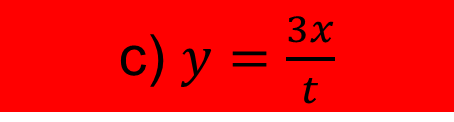 c) y = 3x/t